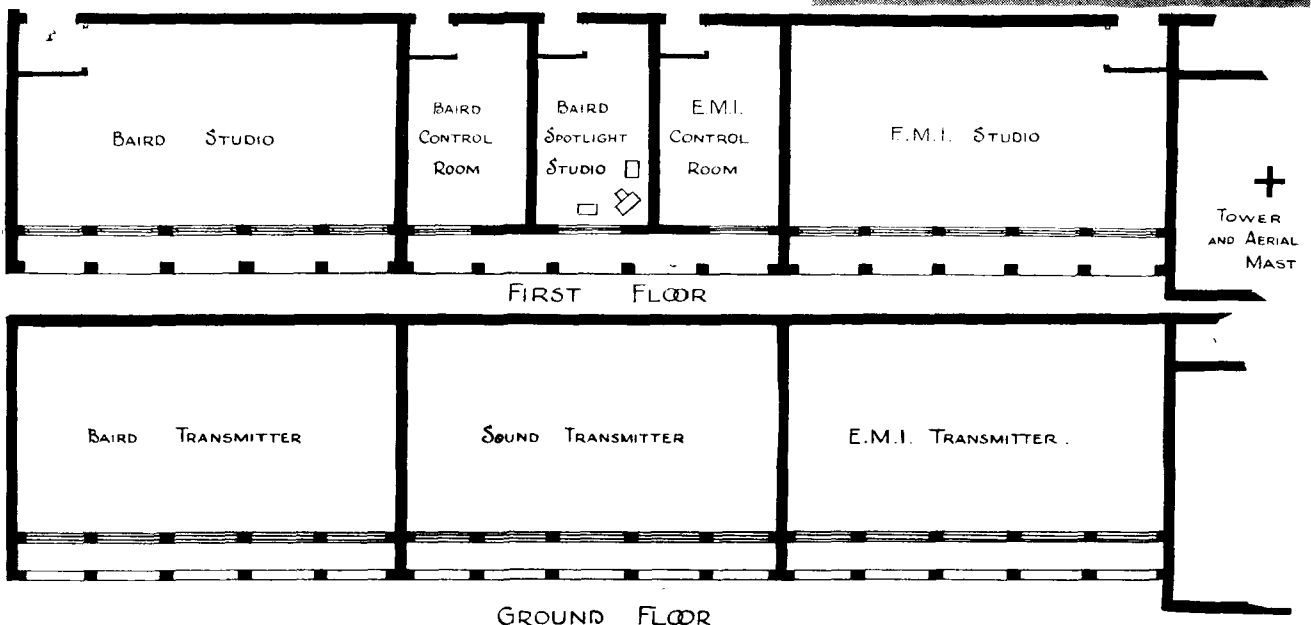 BAIRD STUDIO
BAIRD
CONTROL
ROOM
BAIRD
SPOTLIGHT
STUDIO
E.M.I.
CONTROL
ROOM
E.M.I. STUDIO
TOWER
AND AERIAL
MAST
FIRST FLOOR
BAIRD TRANSMITTER
SOUND TRANSMITTER
E.M.I. TRANSMITTER.
GROUND FLOOR